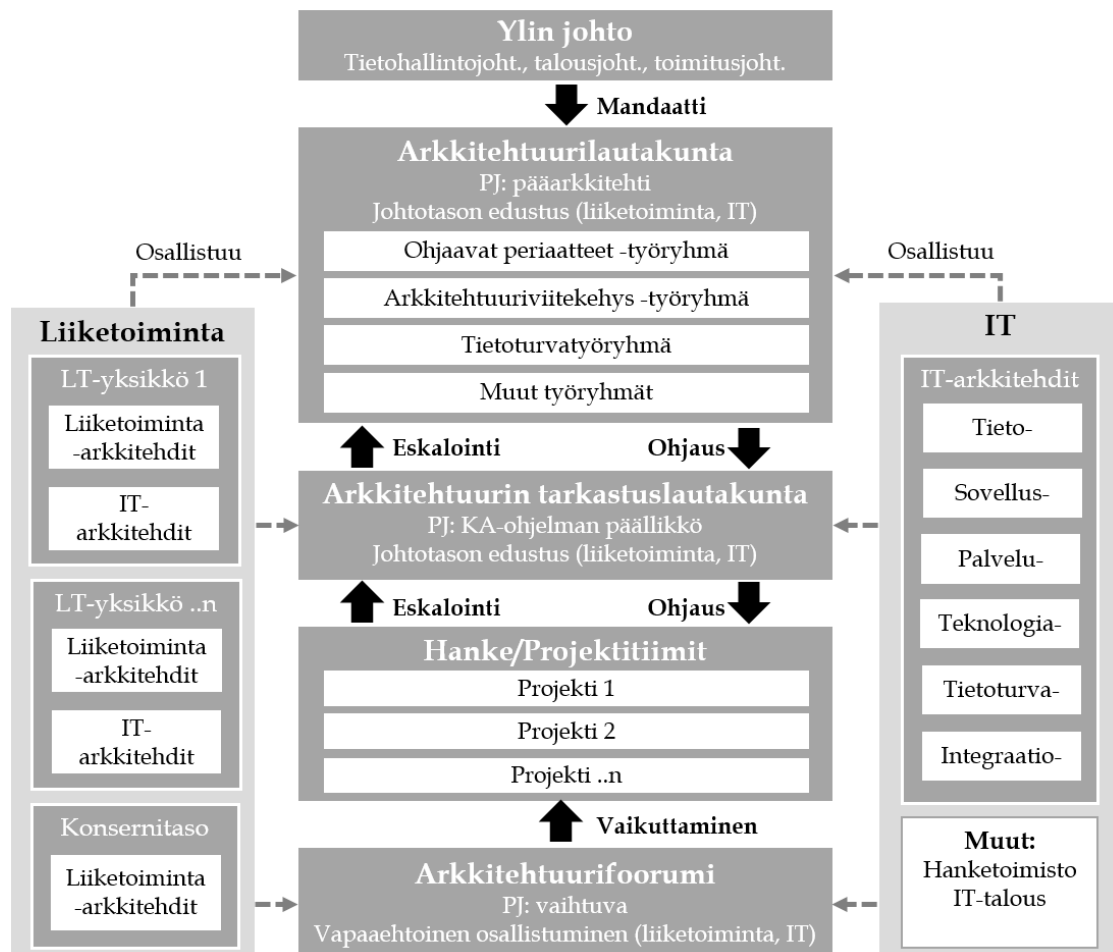 Ylin johto
Tietohallintojoht., talousjoht., toimitusjoht.
Mandaatti
Arkkitehtuurilautakunta
PJ: pääarkkitehti
Johtotason edustus (liiketoiminta, IT)
Ohjaavat periaatteet -työryhmä
Arkkitehtuuriviitekehys -työryhmä
Tietoturvatyöryhmä
Muut työryhmät
Osallistuu
Osallistuu
Eskalointi
Ohjaus
Arkkitehtuurin tarkastuslautakunta
PJ: KA-ohjelman päällikkö
Johtotason edustus (liiketoiminta, IT)
Eskalointi
Ohjaus
Hanke/Projektitiimit
Projekti 1
Projekti 2
Projekti ..n
Vaikuttaminen
Arkkitehtuurifoorumi
PJ: vaihtuva
Vapaaehtoinen osallistuminen (liiketoiminta, IT)
Liiketoiminta
LT-yksikkö 1
Liiketoiminta
-arkkitehdit
IT-
arkkitehdit
LT-yksikkö ..n
Liiketoiminta
-arkkitehdit
IT-
arkkitehdit
Konsernitaso
Liiketoiminta
-arkkitehdit
IT
IT-arkkitehdit
Tieto-
Sovellus-
Palvelu-
Teknologia-
Tietoturva-
Integraatio-
Muut:
Hanketoimisto
IT-talous